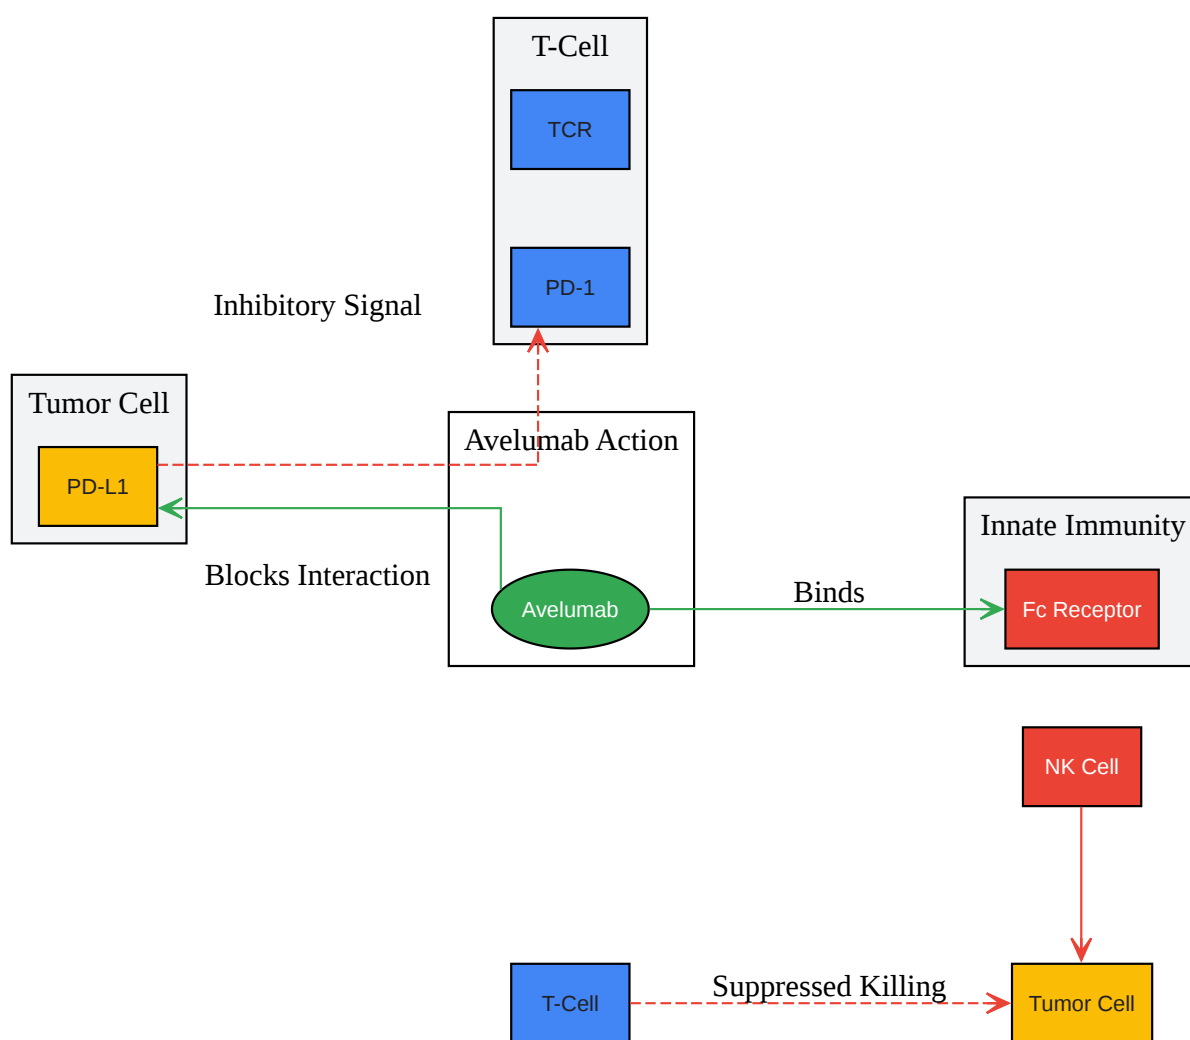 T-Cell
TCR
PD-1
Inhibitory Signal
Tumor Cell
PD-L1
Avelumab Action
Blocks Interaction
Avelumab
Binds
Innate Immunity
Fc Receptor
NK Cell
T-Cell
Suppressed Killing
Tumor Cell